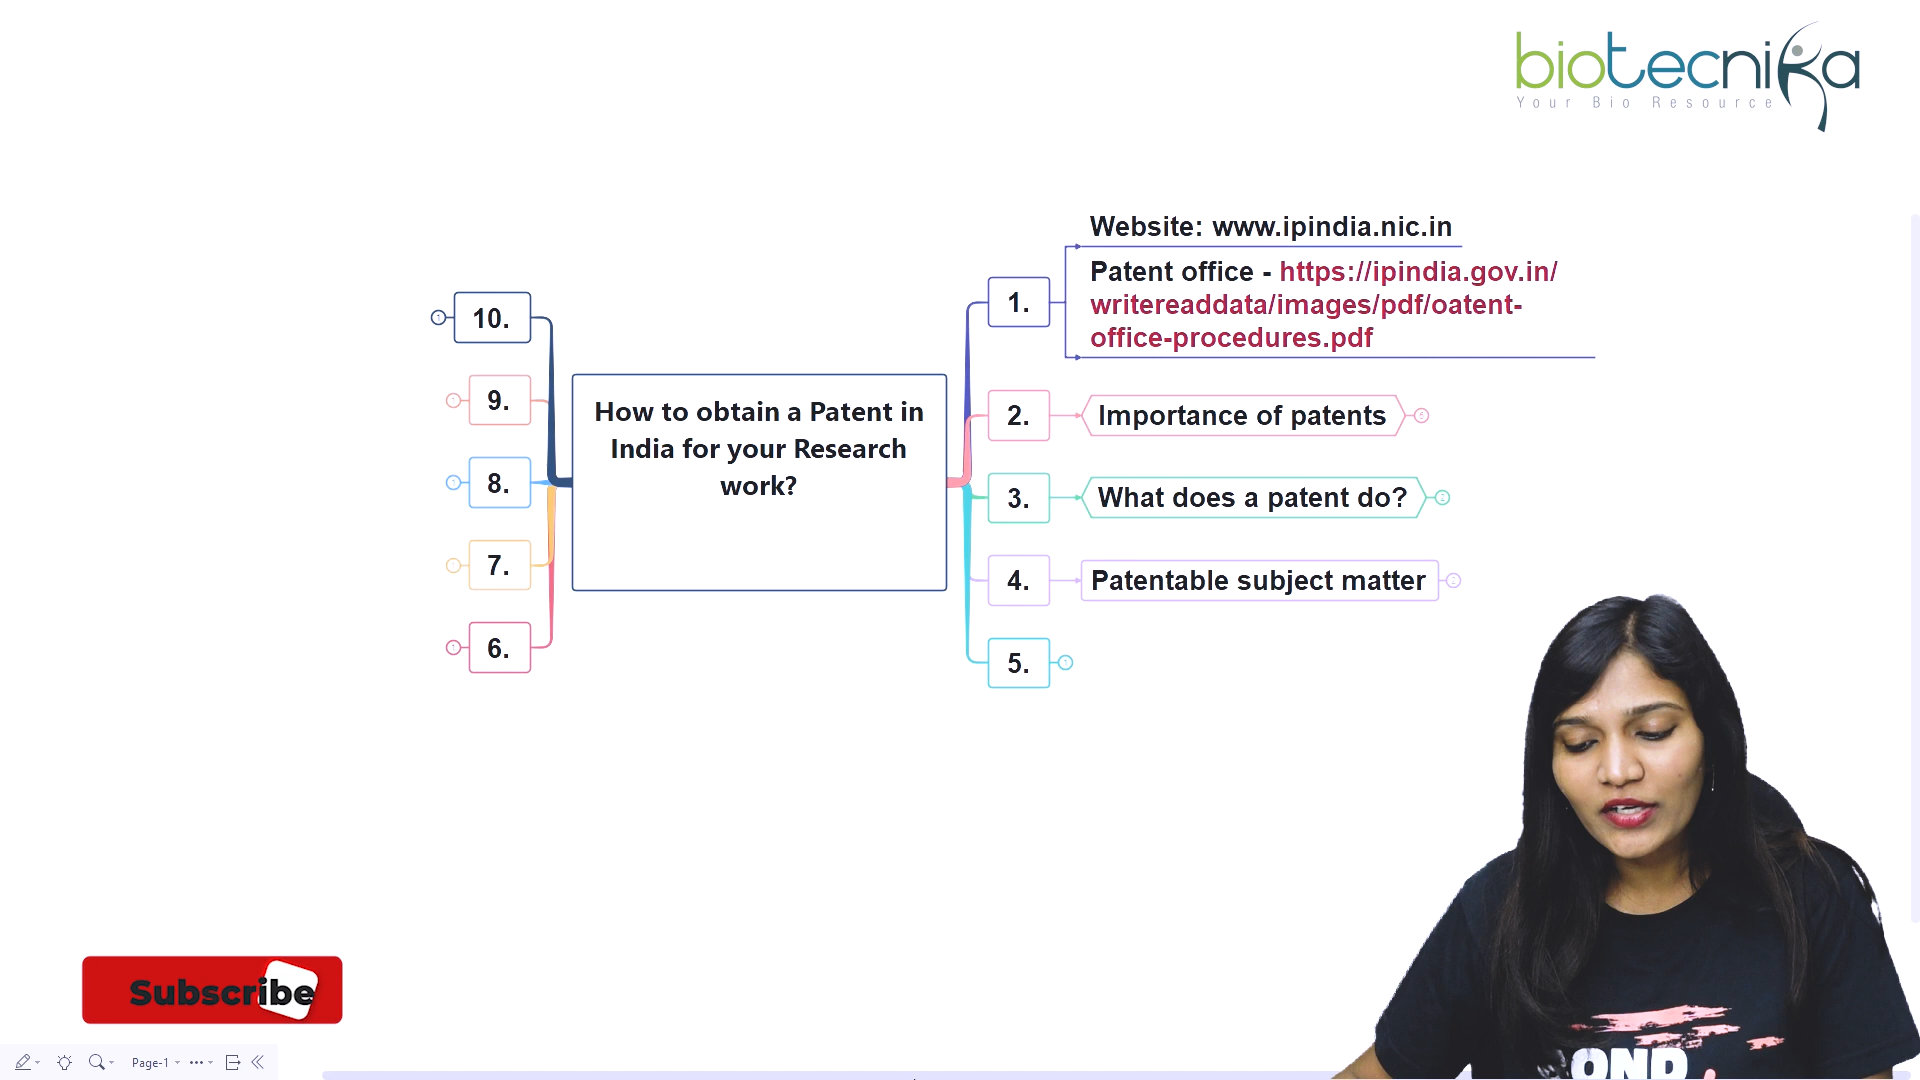 biotecnika
Your Bio Resource
Website: www.ipindia.nic.in
Patent office - https://ipindia.gov.in/
writereaddata/images/pdf/oatent-
office-procedures.pdf
1.
2.
Importance of patents
3.
What does a patent do?
4.
Patentable subject matter
5.
How to obtain a Patent in
India for your Research
work?
10.
9.
8.
7.
6.
Subscribe
Page-1
OND